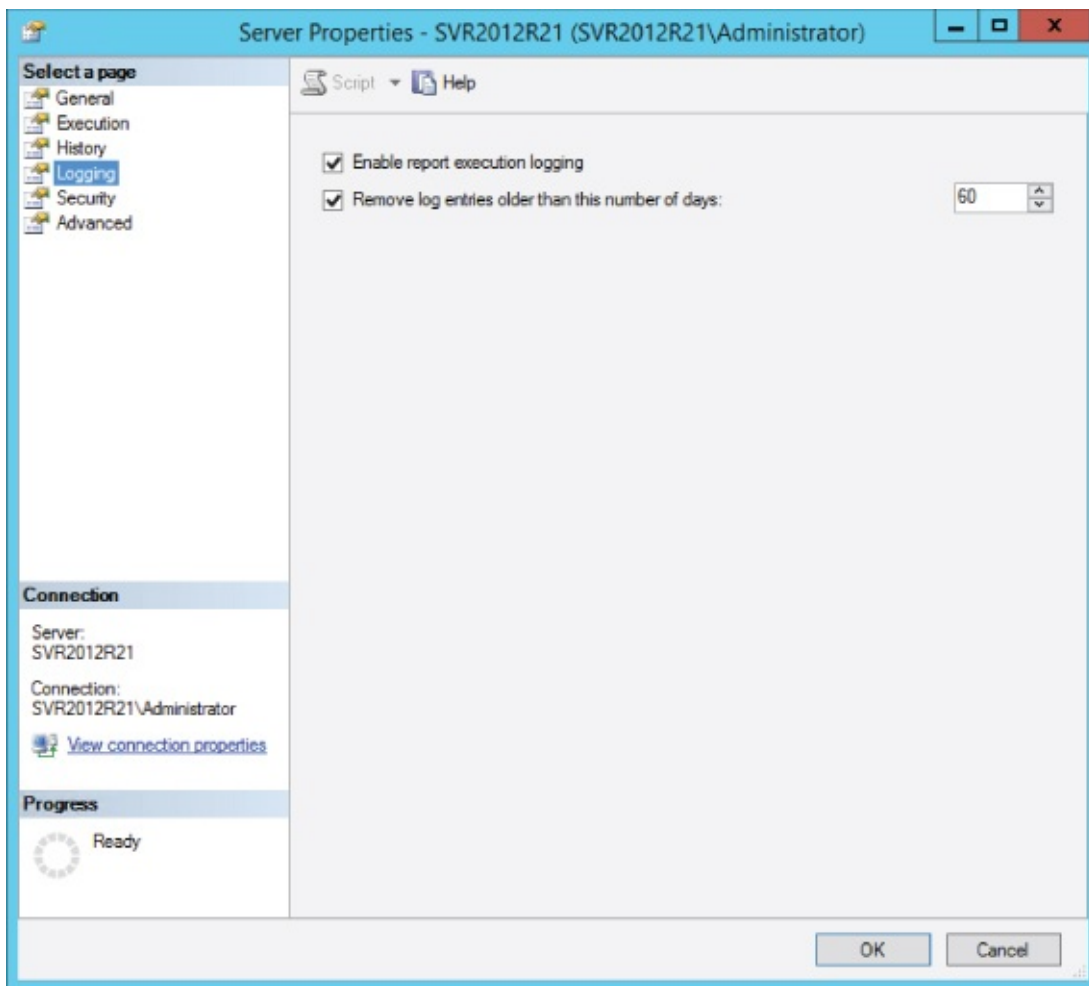 Server Properties - SVR2012R21 (SVR2012R21\Administrator)
Select a page
General
Execution
History
Logging
Security
Advanced
Script Help
Enable report execution logging
Remove log entries older than this number of days: 60
Connection
Server:
SVR2012R21
Connection:
SVR2012R21\Administrator
View connection properties
Progress
Ready
OK Cancel